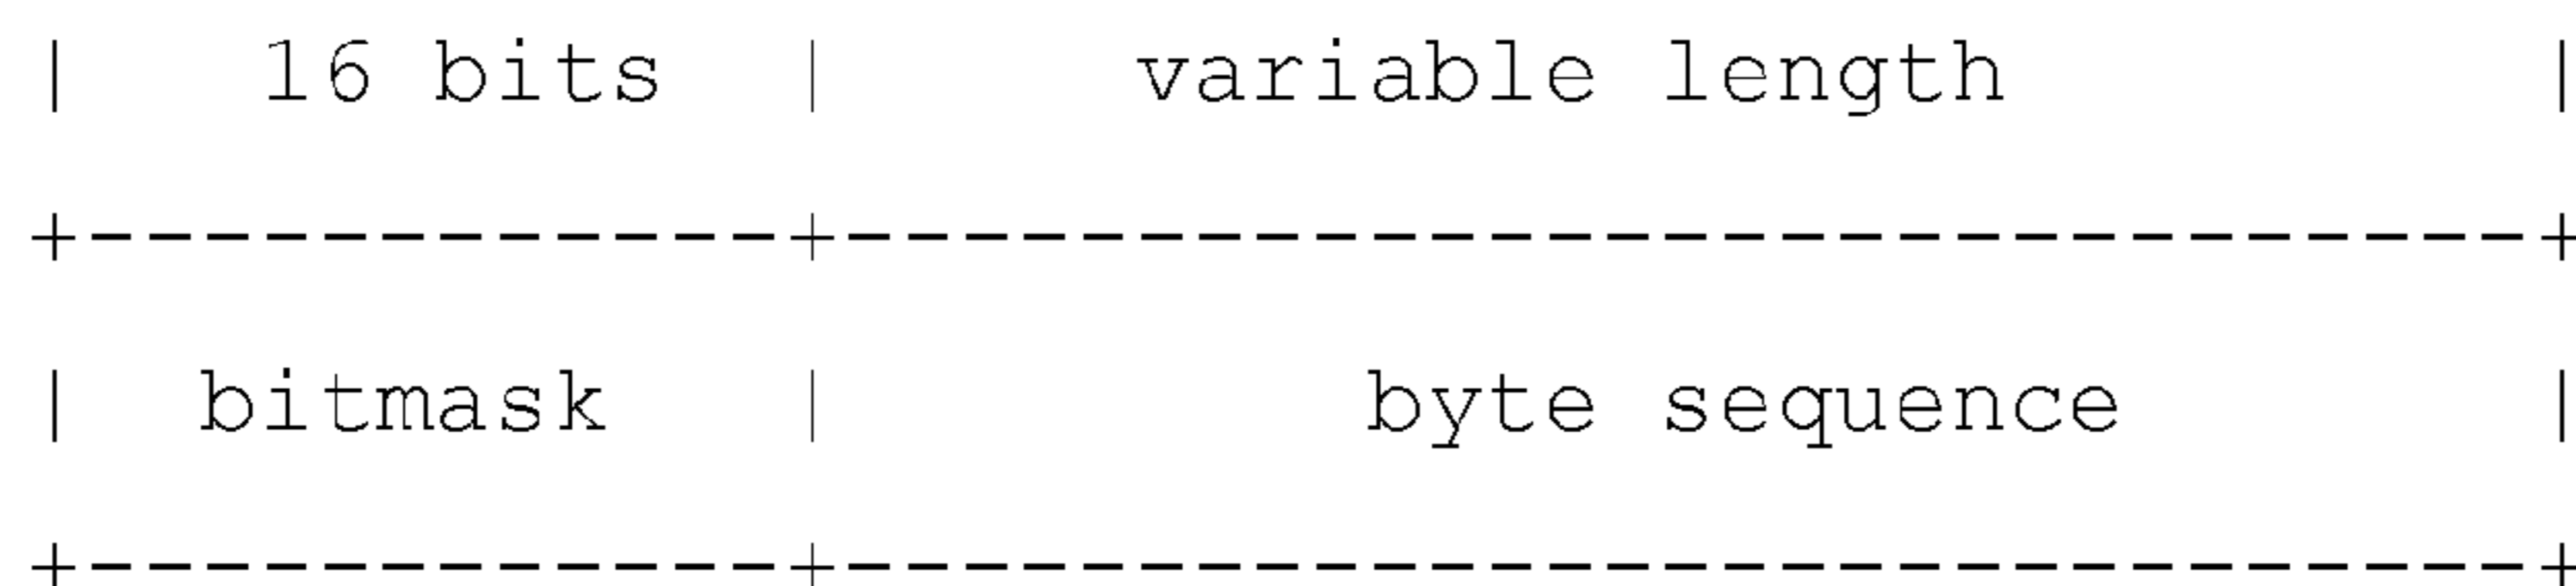 |   16 bits  |     variable length         |
+------------+-----------------------------+
|  bitmask   |         byte sequence       |
+------------+-----------------------------+